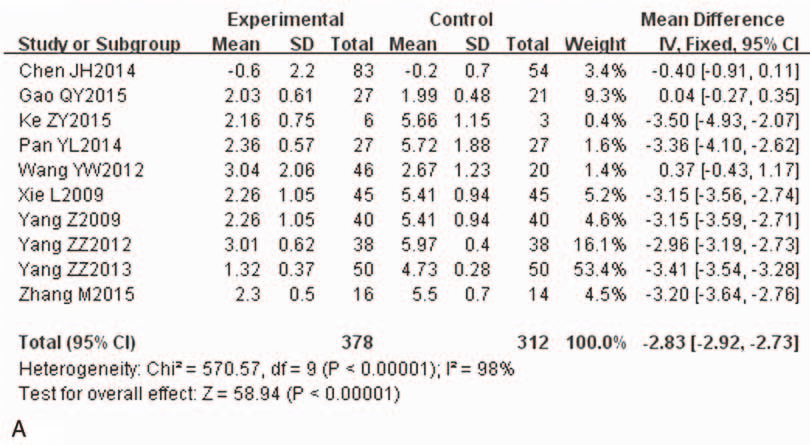 Experimental Control Mean Difference
Study or Subgroup Mean SD Total Mean SD Total Weight IV, Fixed, 95% CI
Chen JH2014 -0.6 2.2 83 -0.2 0.7 54 3.4% -0.40 [-0.91, 0.11]
Gao QY2015 2.03 0.61 27 1.99 0.48 21 9.3% 0.04 [-0.27, 0.35]
Ke ZY2015 2.16 0.75 6 5.66 1.15 3 0.4% -3.50 [-4.93, -2.07]
Pan YL2014 2.36 0.57 27 5.72 1.88 27 1.6% -3.36 [-4.10, -2.62]
Wang YW2012 3.04 2.06 46 2.67 1.23 20 1.4% 0.37 [-0.43, 1.17]
Xie L2009 2.26 1.05 45 5.41 0.94 45 5.2% -3.15 [-3.56, -2.74]
Yang Z2009 2.26 1.05 40 5.41 0.94 40 4.6% -3.15 [-3.59, -2.71]
Yang ZZ2012 3.01 0.62 38 5.97 0.4 38 16.1% -2.96 [-3.19, -2.73]
Yang ZZ2013 1.32 0.37 50 4.73 0.28 50 53.4% -3.41 [-3.54, -3.28]
Zhang M2015 2.3 0.5 16 5.5 0.7 14 4.5% -3.20 [-3.64, -2.76]
Total (95% CI) 378 312 100.0% -2.83 [-2.92, -2.73]
Heterogeneity: Chi² = 570.57, df = 9 (P < 0.00001); I² = 98%
Test for overall effect: Z = 58.94 (P < 0.00001)
A